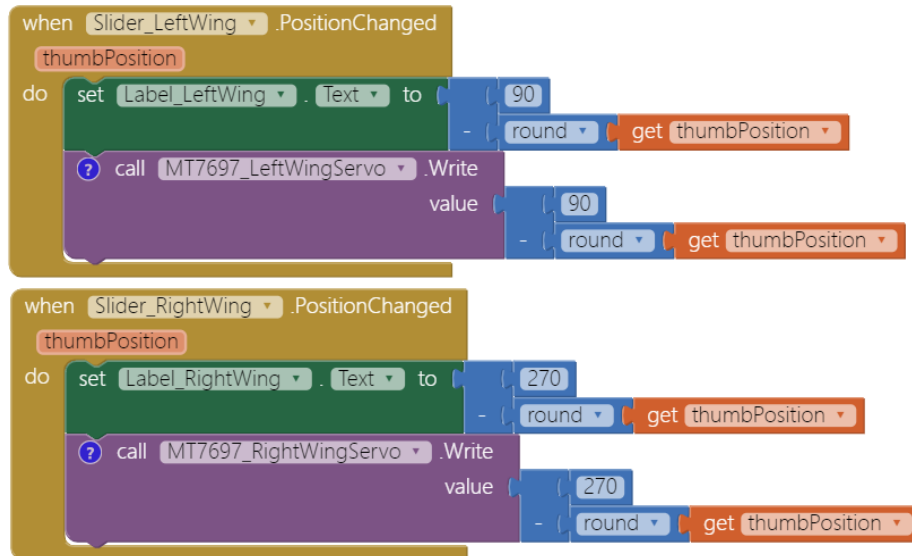 when Slider_LeftWing .PositionChanged
thumbPosition
do set Label_LeftWing . Text to 90
- round get thumbPosition
? call MT7697_LeftWingServo .Write
value 90
- round get thumbPosition
when Slider_RightWing .PositionChanged
thumbPosition
do set Label_RightWing . Text to 270
- round get thumbPosition
? call MT7697_RightWingServo .Write
value 270
- round get thumbPosition